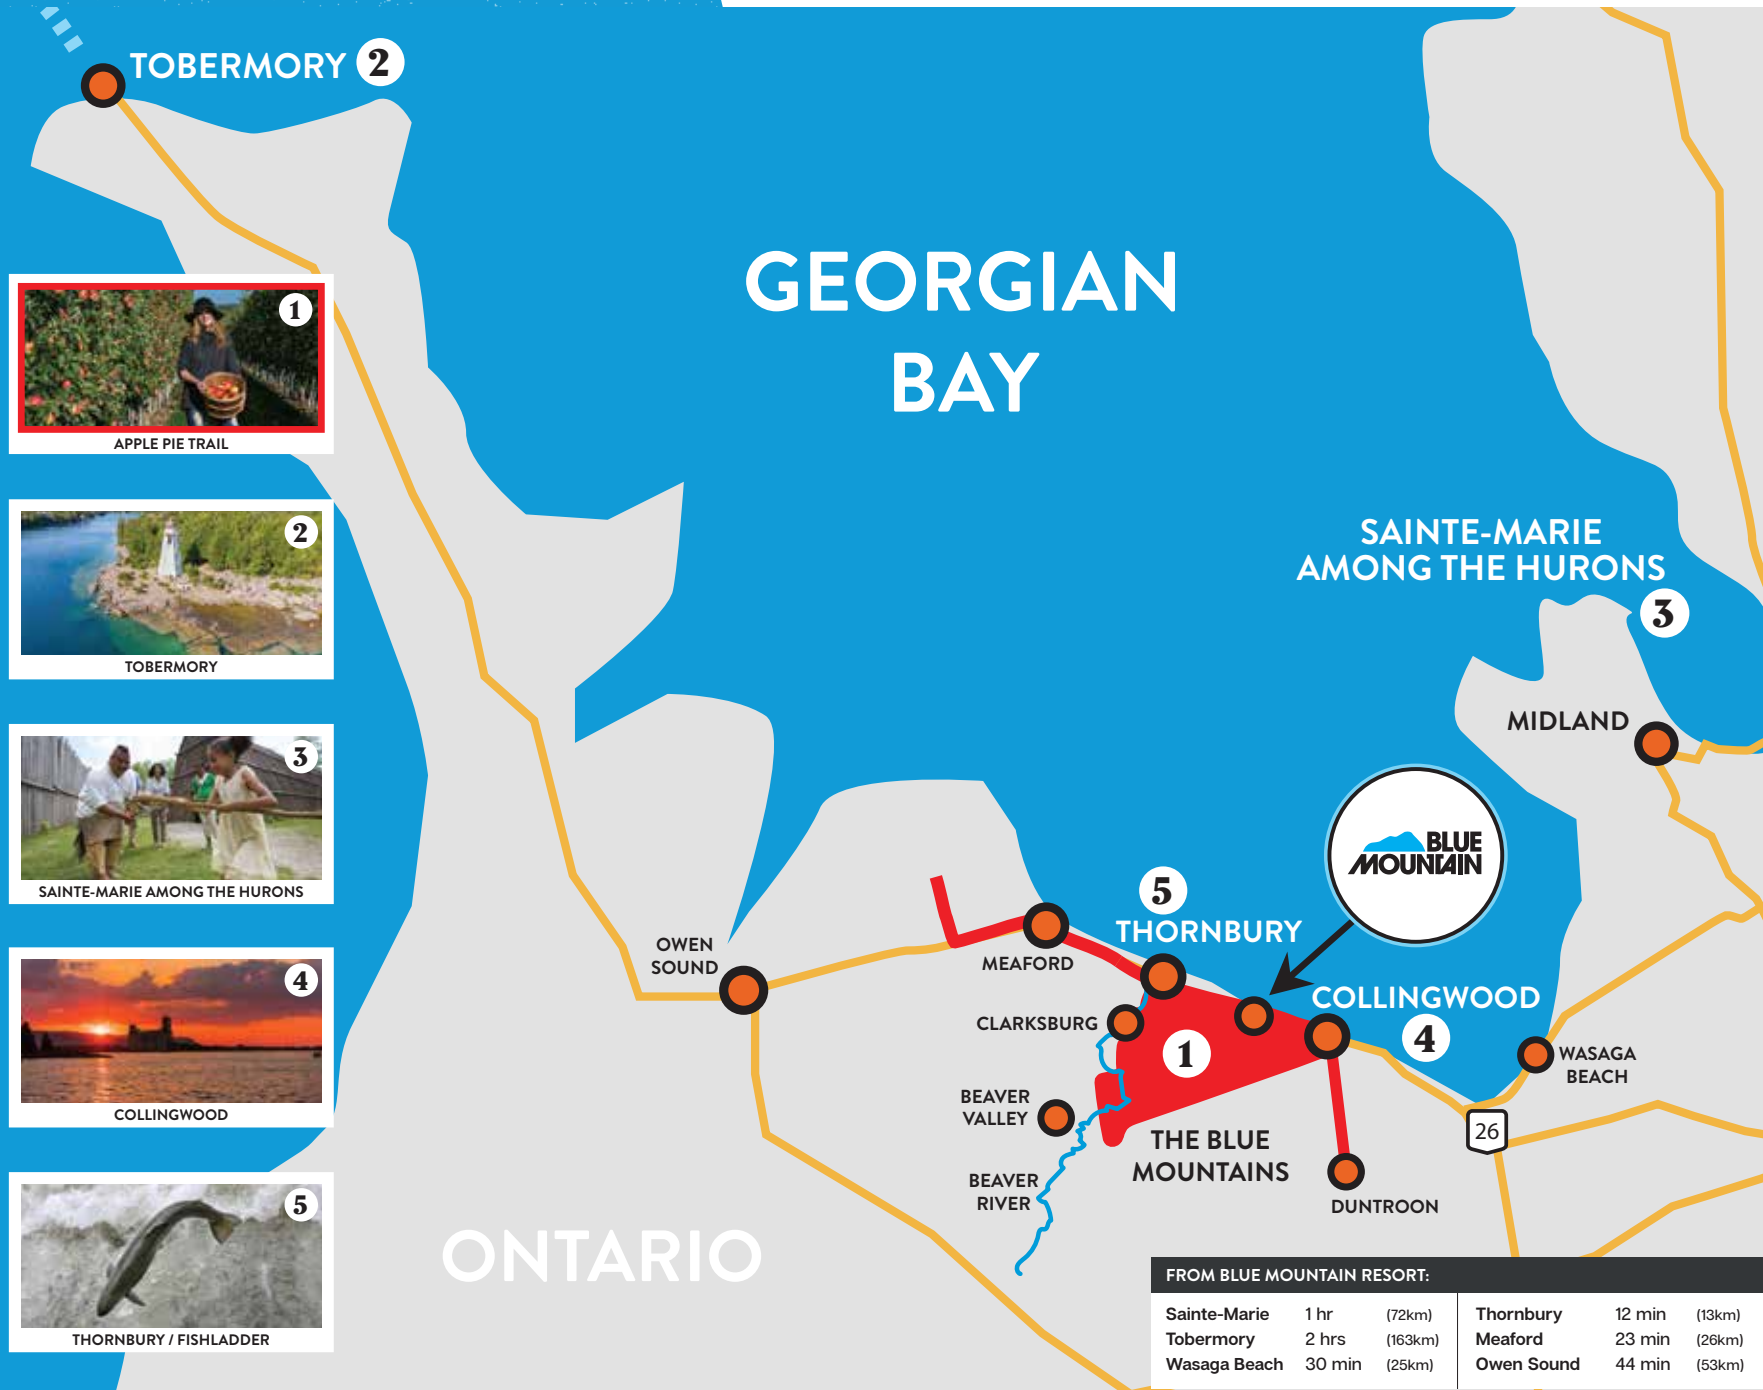 TOBERMORY 2
GEORGIAN
BAY
1
APPLE PIE TRAIL
2
TOBERMORY
3
SAINTE-MARIE AMONG THE HURONS
4
COLLINGWOOD
5
THORNBURY / FISHLADDER
SAINTE-MARIE
AMONG THE HURONS
3
MIDLAND
BLUE
MOUNTAIN
5
THORNBURY
OWEN
SOUND
MEAFORD
COLLINGWOOD
4
CLARKSBURG
1
WASAGA
BEACH
BEAVER
VALLEY
26
THE BLUE
MOUNTAINS
BEAVER
RIVER
DUNTROON
ONTARIO
FROM BLUE MOUNTAIN RESORT:
Sainte-Marie 1 hr (72km)
Tobermory 2 hrs (163km)
Wasaga Beach 30 min (25km)
Thornbury 12 min (13km)
Meaford 23 min (26km)
Owen Sound 44 min (53km)